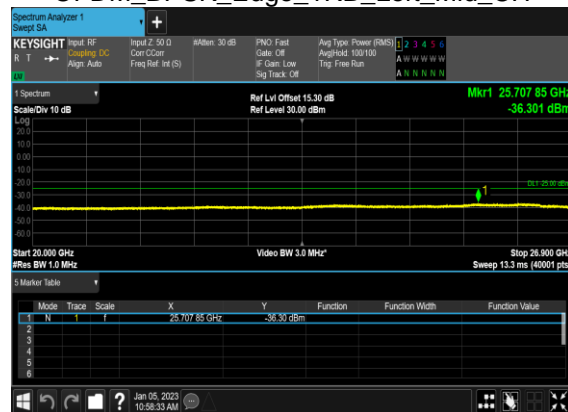 Spectrum Analyzer 1
Swept SA
+
KEYSIGHT Input: RF Input Z: 50 Ω #Atten: 30 dB PNO: Fast Avg Type: Power (RMS) 1 2 3 4 5 6
R T Coupling: DC Corr CCorr Gate: Off Avg|Hold: 100/100 A W W W W W
Align: Auto Freq Ref: Int (S) IF Gain: Low Trig: Free Run
LU Sig Track: Off A N N N N N
1 Spectrum Ref Lvl Offset 15.30 dB Mkr1 25.707 85 GHz
Scale/Div 10 dB Ref Level 30.00 dBm -36.301 dBm
Log
20.0
10.0
0.00
-10.0
-20.0
DL1 -25.00 dBm
1
-30.0
-40.0
-50.0
-60.0
Start 20.000 GHz Video BW 3.0 MHz* Stop 26.900 GHz
#Res BW 1.0 MHz Sweep 13.3 ms (40001 pts)
5 Marker Table
Mode Trace Scale X Y Function Function Width Function Value
1 N 1 f 25.707 85 GHz -36.30 dBm
2
3
4
5
6
? Jan 05, 2023
10:58:33 AM